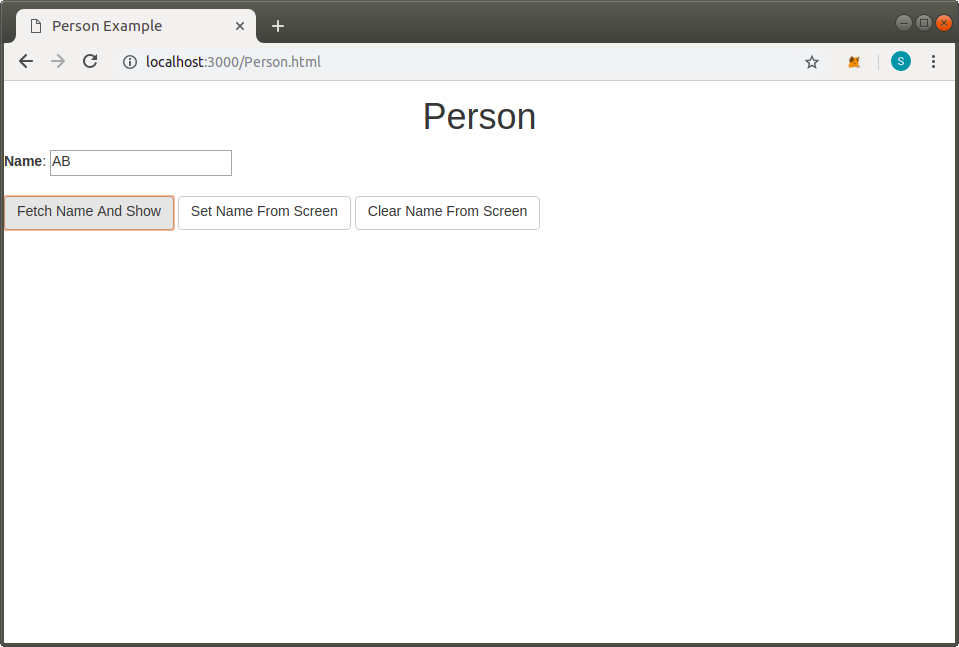 Person Example
localhost:3000/Person.html
S
Person
Name: AB
Fetch Name And Show Set Name From Screen Clear Name From Screen